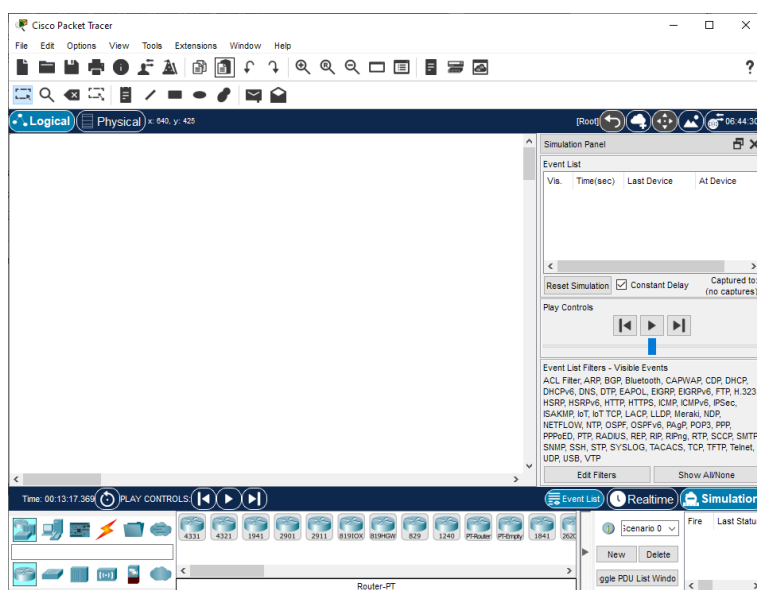 Cisco Packet Tracer
File Edit Options View Tools Extensions Window Help
?
Logical Physical x: 640, y: 425 [Root] 06:44:30
Simulation Panel
Event List
Vis. Time(sec) Last Device At Device
Reset Simulation Constant Delay Captured to:
(no captures)
Play Controls
Event List Filters - Visible Events
ACL Filter, ARP, BGP, Bluetooth, CAPWAP, CDP, DHCP,
DHCPv6, DNS, DTP, EAPOL, EIGRP, EIGRPv6, FTP, H.323,
HSRP, HSRPv6, HTTP, HTTPS, ICMP, ICMPv6, IPSec,
ISAKMP, IoT, IoT TCP, LACP, LLDP, Meraki, NDP,
NETFLOW, NTP, OSPF, OSPFv6, PAgP, POP3, PPP,
PPPoED, PTP, RADIUS, REP, RIP, RIPng, RTP, SCCP, SMTP,
SNMP, SSH, STP, SYSLOG, TACACS, TCP, TFTP, Telnet,
UDP, USB, VTP
Edit Filters Show All/None
Time: 00:13:17.369 PLAY CONTROLS: Event List Realtime Simulation
4331 4321 1941 2901 2911 819IOX 819HGW 829 1240 PT-Router PT-Empty 1841 2620
Scenario 0
Fire Last Statu
New Delete
ggle PDU List Windo
Router-PT